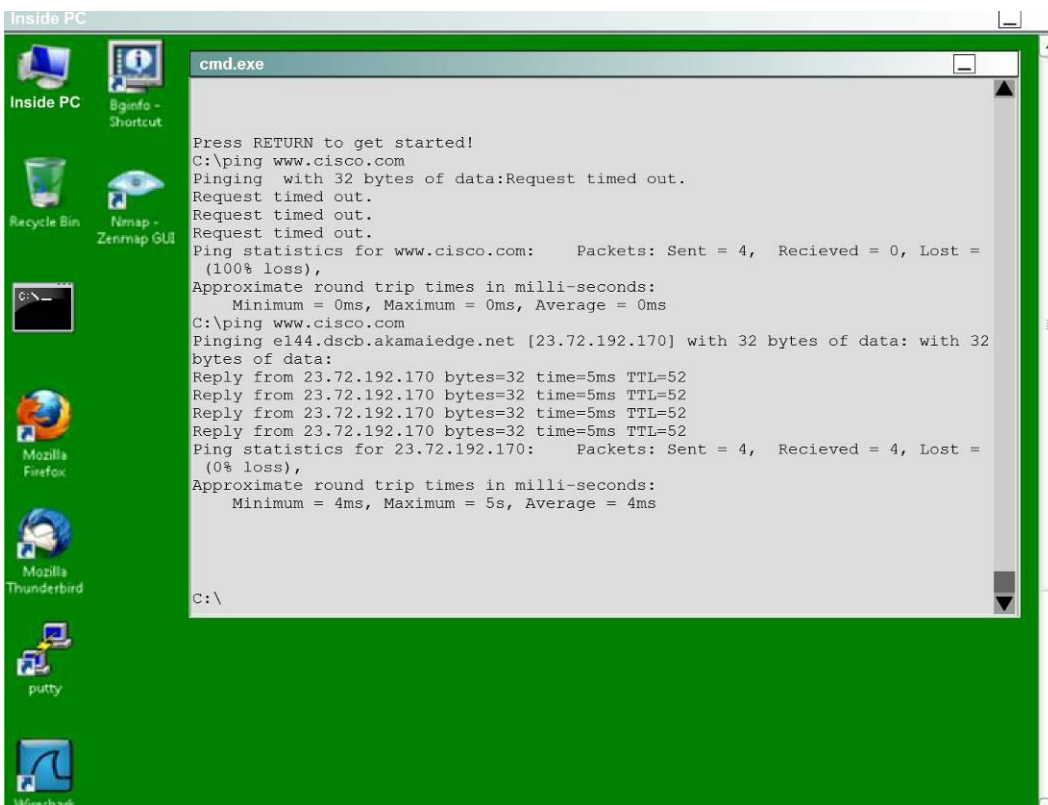 Inside PC
Inside PC
Bginfo -
Shortcut
Recycle Bin
Nmap -
Zenmap GUI
C:\_
Mozilla
Firefox
Mozilla
Thunderbird
putty
Wireshark
cmd.exe
Press RETURN to get started!
C:\ping www.cisco.com
Pinging  with 32 bytes of data:Request timed out.
Request timed out.
Request timed out.
Request timed out.
Ping statistics for www.cisco.com:    Packets: Sent = 4,  Recieved = 0, Lost =
 (100% loss),
Approximate round trip times in milli-seconds:
    Minimum = 0ms, Maximum = 0ms, Average = 0ms
C:\ping www.cisco.com
Pinging e144.dscb.akamaiedge.net [23.72.192.170] with 32 bytes of data: with 32
bytes of data:
Reply from 23.72.192.170 bytes=32 time=5ms TTL=52
Reply from 23.72.192.170 bytes=32 time=5ms TTL=52
Reply from 23.72.192.170 bytes=32 time=5ms TTL=52
Reply from 23.72.192.170 bytes=32 time=5ms TTL=52
Ping statistics for 23.72.192.170:    Packets: Sent = 4,  Recieved = 4, Lost =
 (0% loss),
Approximate round trip times in milli-seconds:
    Minimum = 4ms, Maximum = 5s, Average = 4ms
C:\